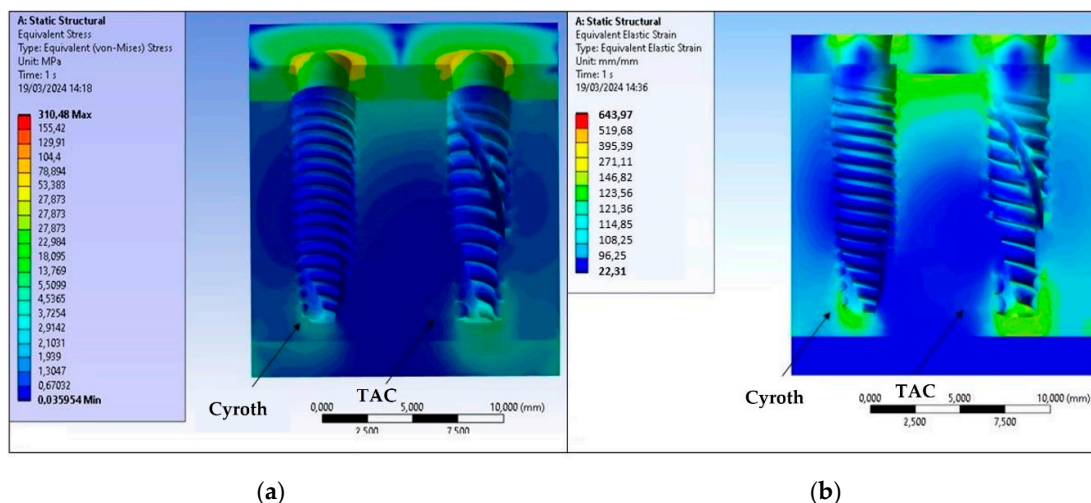 A: Static Structural
Equivalent Stress
Type: Equivalent (von-Mises) Stress
Unit: MPa
Time: 1 s
19/03/2024 14:18
310,48 Max
155,42
129,91
104,4
78,894
53,383
27,873
27,873
27,873
22,984
18,095
13,769
5,5099
4,5365
3,7254
2,9142
2,1031
1,939
1,3047
0,67032
0,035954 Min
Cyroth
TAC
0,000 5,000 10,000 (mm)
2,500 7,500
A: Static Structural
Equivalent Elastic Strain
Type: Equivalent Elastic Strain
Unit: mm/mm
Time: 1 s
19/03/2024 14:36
643,97
519,68
395,39
271,11
146,82
123,56
121,36
114,85
108,25
96,25
22,31
Cyroth
TAC
0,000 5,000 10,000 (mm)
2,500 7,500
(a) (b)